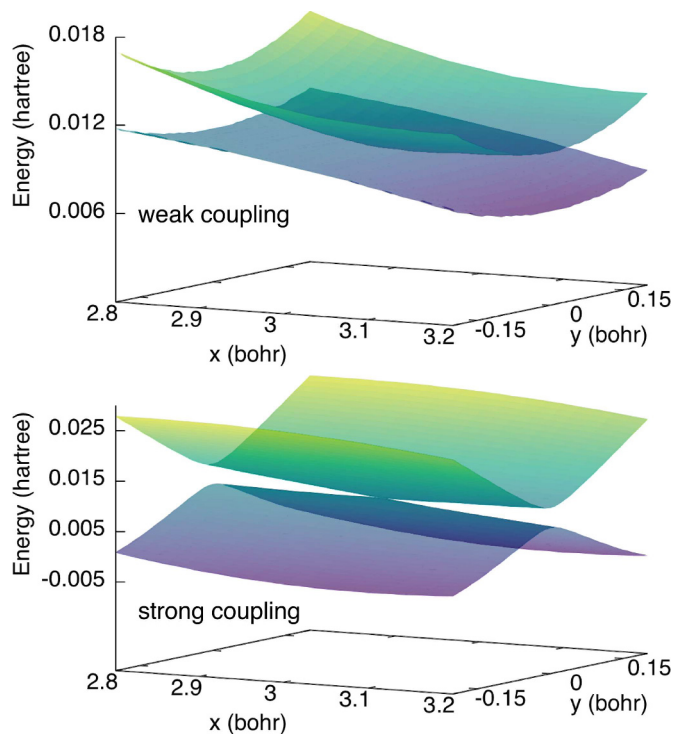 0.018
0.012
0.006
Energy (hartree)
weak coupling
2.8
2.9
3
3.1
3.2
x (bohr)
-0.15
0
0.15
y (bohr)
0.025
0.015
0.005
-0.005
Energy (hartree)
strong coupling
2.8
2.9
3
3.1
3.2
x (bohr)
-0.15
0
0.15
y (bohr)